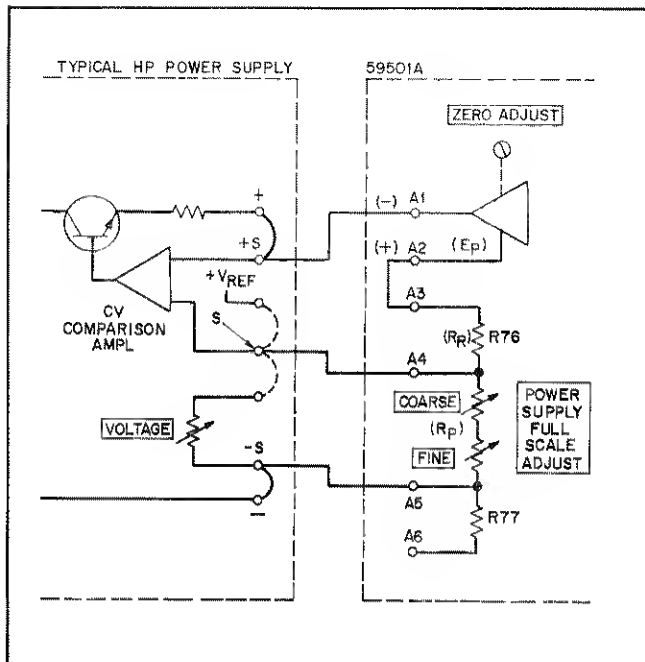 TYPICAL HP POWER SUPPLY
59501A
ZERO ADJUST
+
(-) A1
+S
(+) A2 (Ep)
+VREF
A3
CV
COMPARISON
AMPL
S
(RR) R76
A4
COARSE
VOLTAGE
(Rp)
POWER
SUPPLY
FULL
SCALE
ADJUST
-S
FINE
A5
R77
−
A6